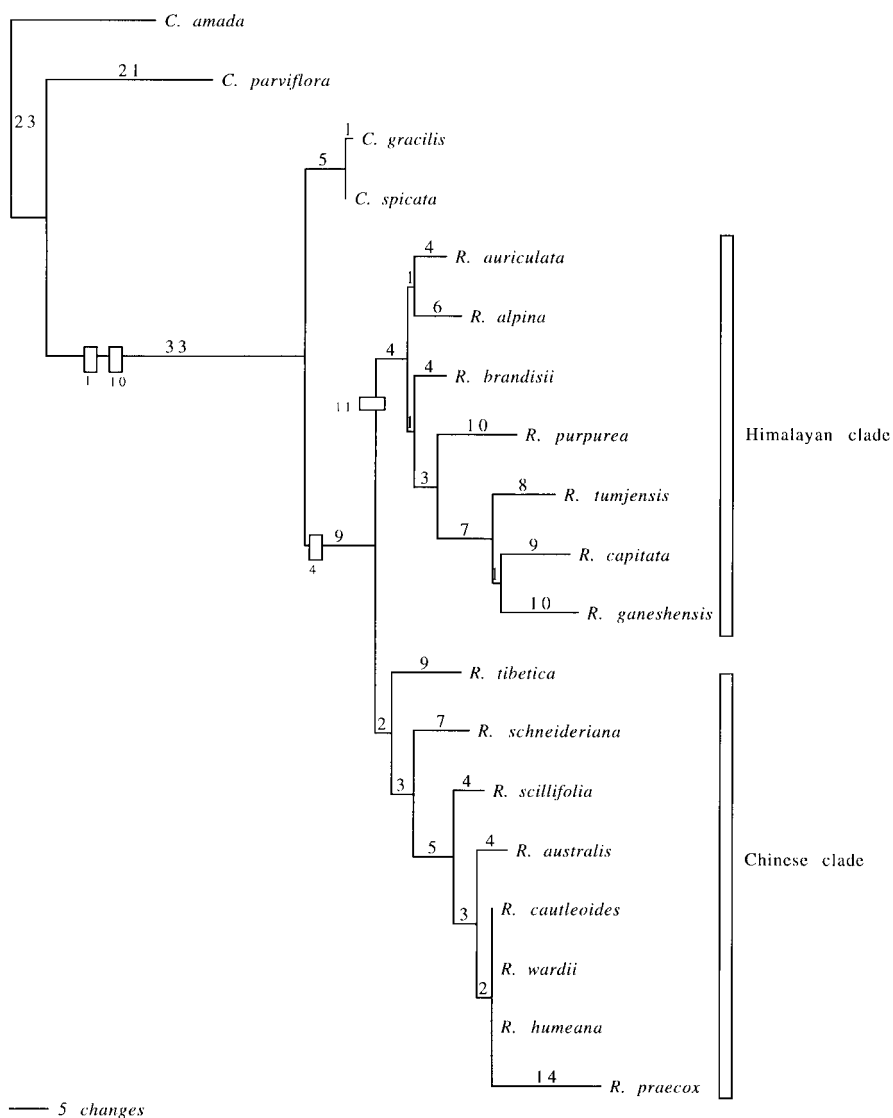 C. amada
21
C. parviflora
23
1
C. gracilis
5
C. spicata
4
R. auriculata
1
6
R. alpina
33
4
4
R. brandisii
1 10
11
1
10
R. purpurea
Himalayan clade
3
8
R. tumjensis
9
7
9
R. capitata
4
1
10
R. ganeshensis
9
R. tibetica
2
7
R. schneideriana
3
4
R. scillifolia
5
4
R. australis
Chinese clade
3
R. cautleoides
R. wardii
2
R. humeana
14
R. praecox
5 changes